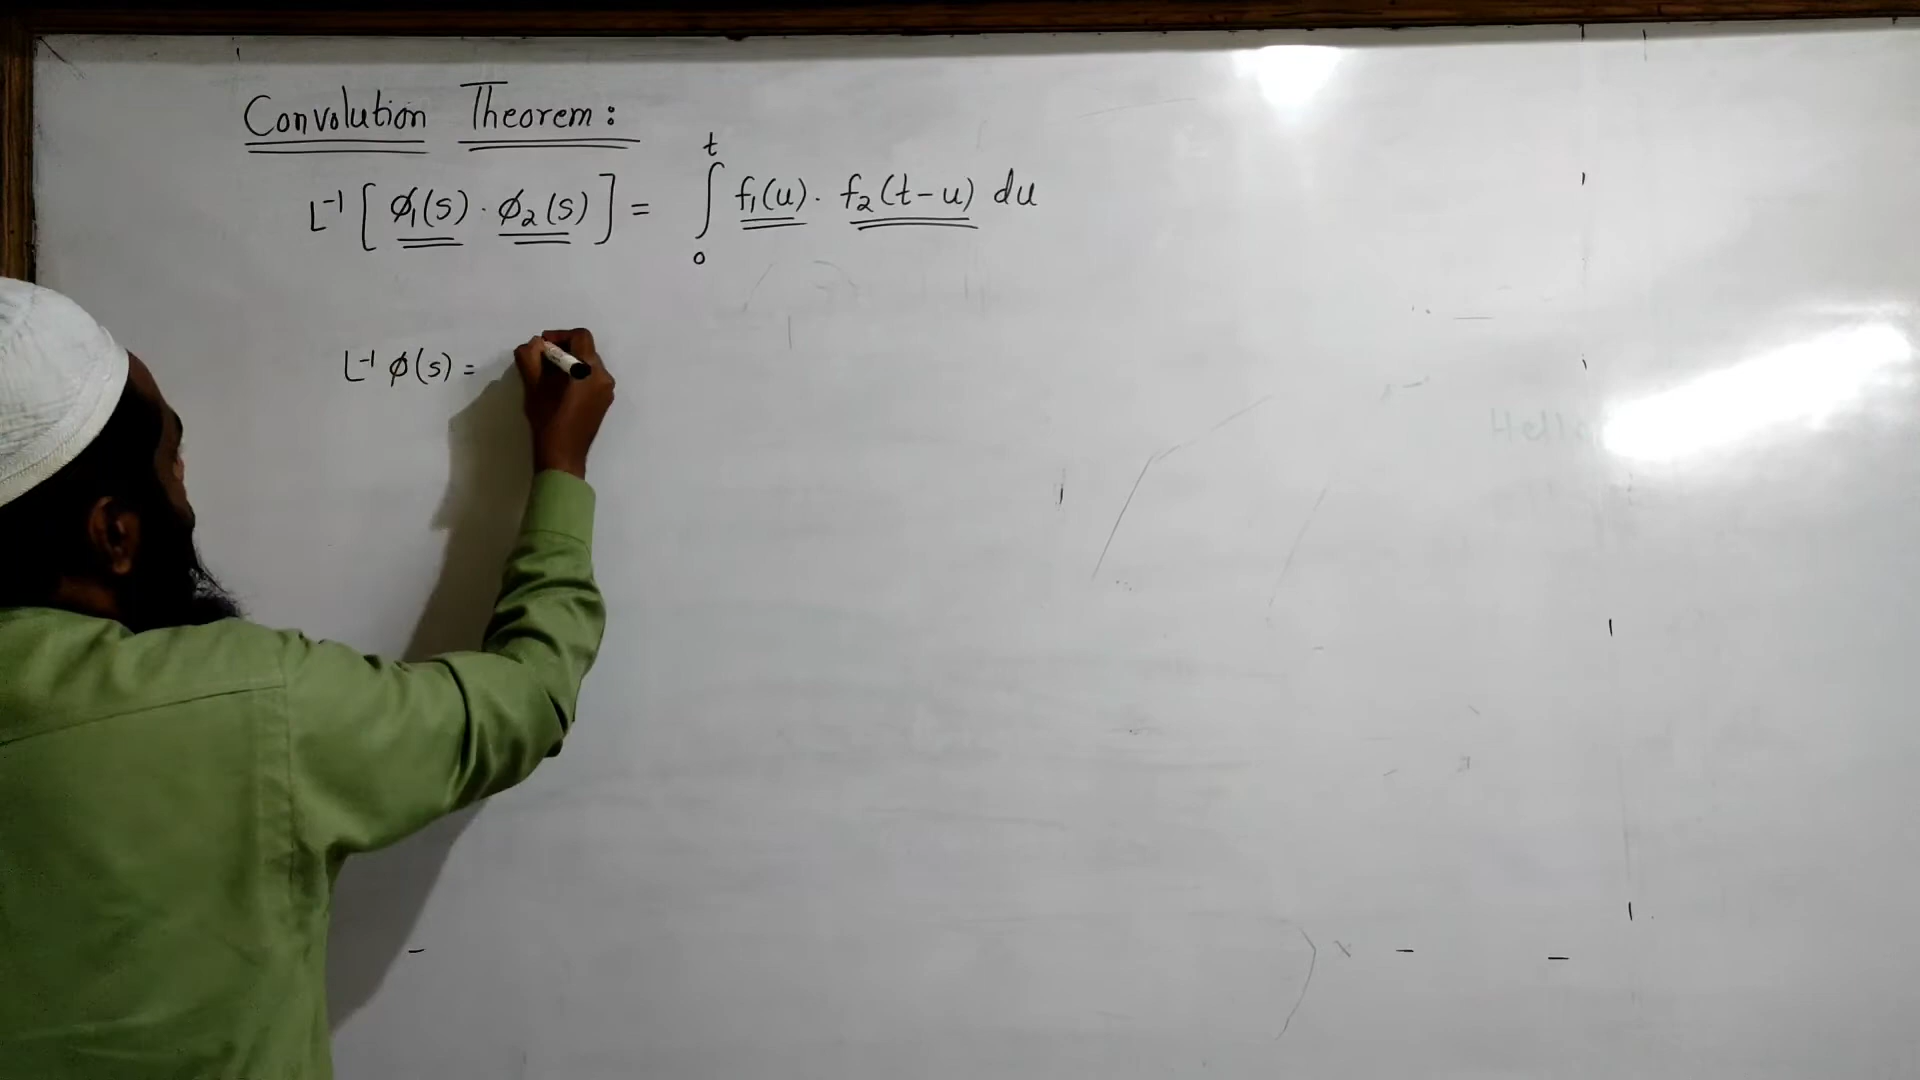 Convolution Theorem:
L⁻¹ [ ϕ₁(s) · ϕ₂(s) ] = ∫₀ᵗ f₁(u) · f₂(t-u) du
L⁻¹ ϕ(s) =